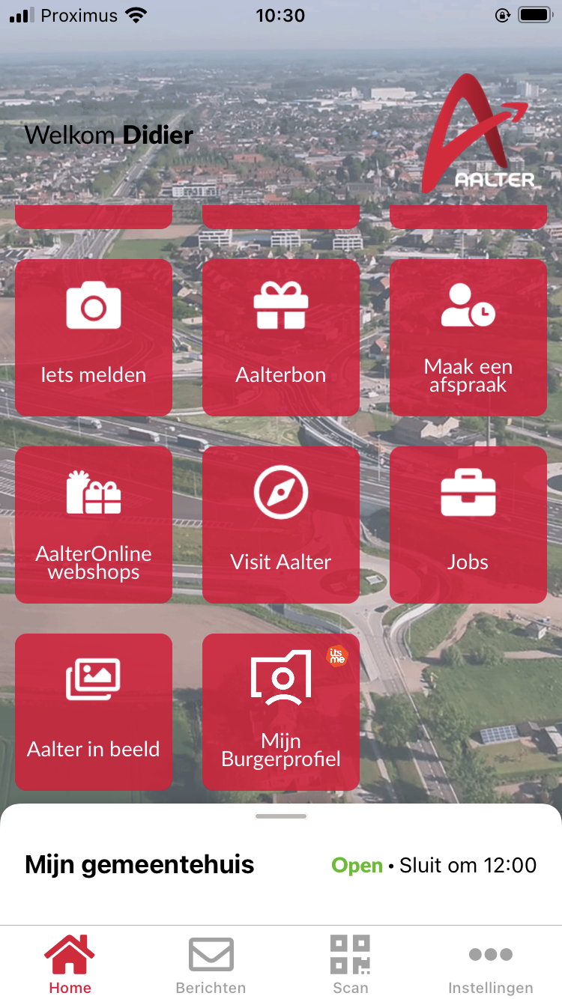 Proximus 10:30
Welkom Didier
AALTER
Iets melden
Aalterbon
Maak een
afspraak
AalterOnline
webshops
Visit Aalter
Jobs
Aalter in beeld
its
me
Mijn
Burgerprofiel
Mijn gemeentehuis
Open • Sluit om 12:00
Home
Berichten
Scan
Instellingen